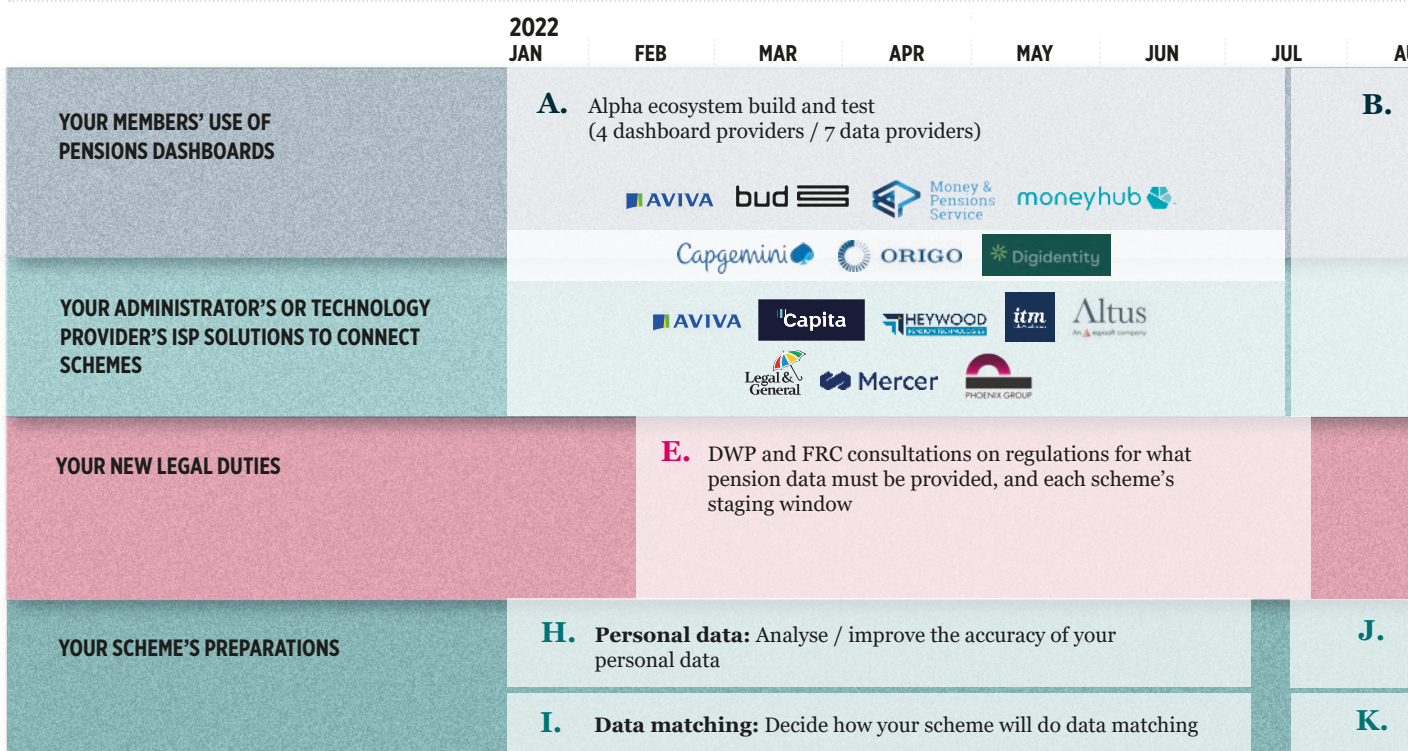 2022
JAN FEB MAR APR MAY JUN JUL
YOUR MEMBERS’ USE OF
PENSIONS DASHBOARDS
A. Alpha ecosystem build and test
(4 dashboard providers / 7 data providers)
B.
AVIVA bud Money &
Pensions
Service
moneyhub
Capgemini ORIGO Digidentity
YOUR ADMINISTRATOR’S OR TECHNOLOGY
PROVIDER’S ISP SOLUTIONS TO CONNECT
SCHEMES
AVIVA Capita HEYWOOD
PENSION TECHNOLOGIES
itm
Altus
An equisoft company
Legal &
General
Mercer
PHOENIX GROUP
YOUR NEW LEGAL DUTIES
E. DWP and FRC consultations on regulations for what
pension data must be provided, and each scheme’s
staging window
YOUR SCHEME’S PREPARATIONS
H. Personal data: Analyse / improve the accuracy of your
personal data
J.
I. Data matching: Decide how your scheme will do data matching
K.